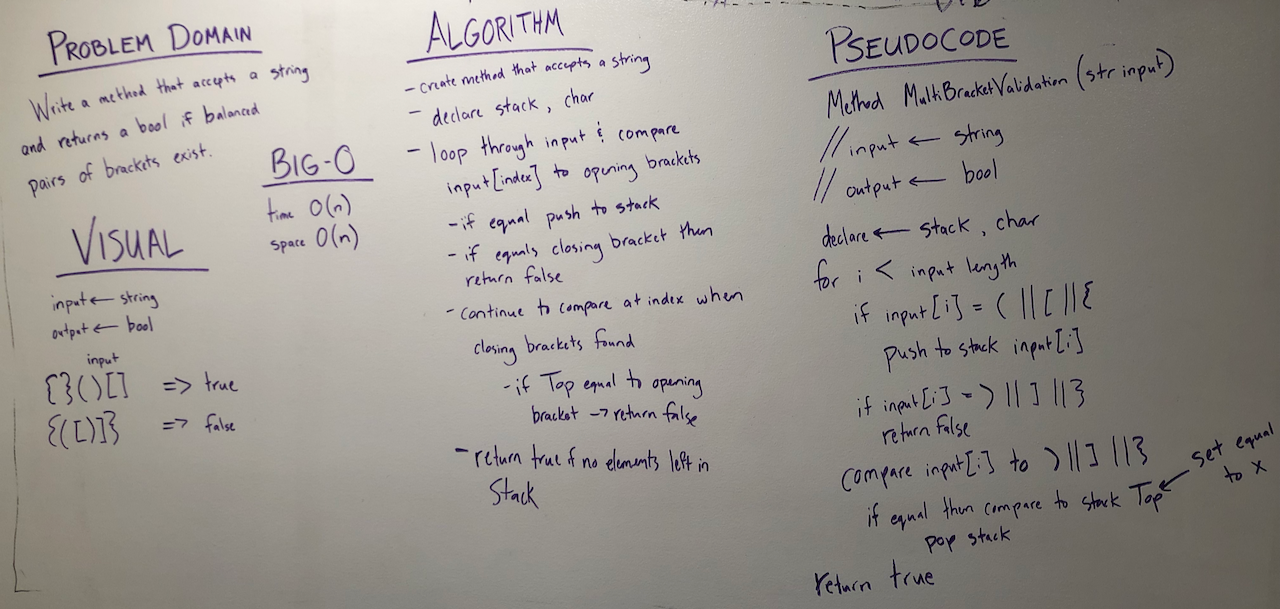 PROBLEM DOMAIN
Write a method that accepts a string
and returns a bool if balanced
pairs of brackets exist.
BIG-O
time O(n)
space O(n)
VISUAL
input ← string
output ← bool
input
{}()[] => true
{([)]} => false
ALGORITHM
- create method that accepts a string
- declare stack, char
- loop through input & compare
input[index] to opening brackets
- if equal push to stack
- if equals closing bracket then
return false
- continue to compare at index when
closing brackets found
- if Top equal to opening
bracket → return false
- return true if no elements left in
Stack
PSEUDOCODE
Method MultiBracketValidation (str input)
// input ← string
// output ← bool
declare ← stack, char
for i < input length
if input[i] = ( || [ || {
push to stack input[i]
if input[i] = ) || ] || }
return false
compare input[i] to ) || ] || }
if equal then compare to stack Top ← set equal
to x
pop stack
return true